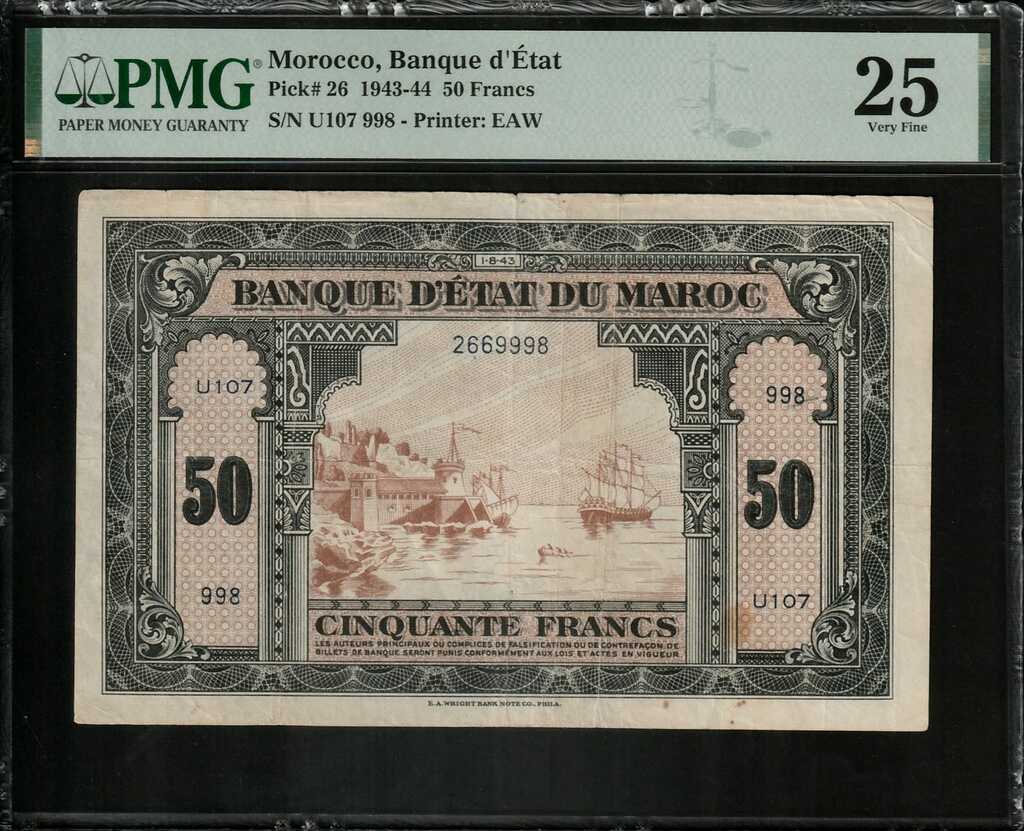 PMG®
PAPER MONEY GUARANTY
Morocco, Banque d'État
Pick# 26 1943-44 50 Francs
S/N U107 998 - Printer: EAW
25
Very Fine
1-8-43
BANQUE D'ÉTAT DU MAROC
2669998
U107
998
50
50
998
U107
CINQUANTE FRANCS
LES AUTEURS PRINCIPAUX OU COMPLICES DE FALSIFICATION OU DE CONTREFAÇON DE
BILLETS DE BANQUE SERONT PUNIS CONFORMÉMENT AUX LOIS ET ACTES EN VIGUEUR.
E.A. WRIGHT BANK NOTE CO., PHILA.